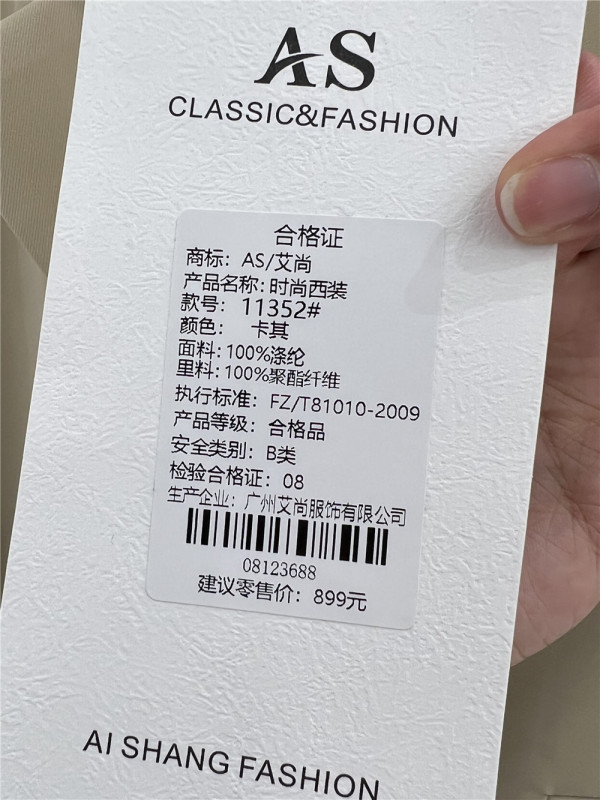 AS
CLASSIC&FASHION
合格证
商标：AS/艾尚
产品名称：时尚西装
款号：11352#
颜色：卡其
面料：100%涤纶
里料：100%聚酯纤维
执行标准：FZ/T81010-2009
产品等级：合格品
安全类别：B类
检验合格证：08
生产企业：广州艾尚服饰有限公司
08123688
建议零售价：899元
AI SHANG FASHION